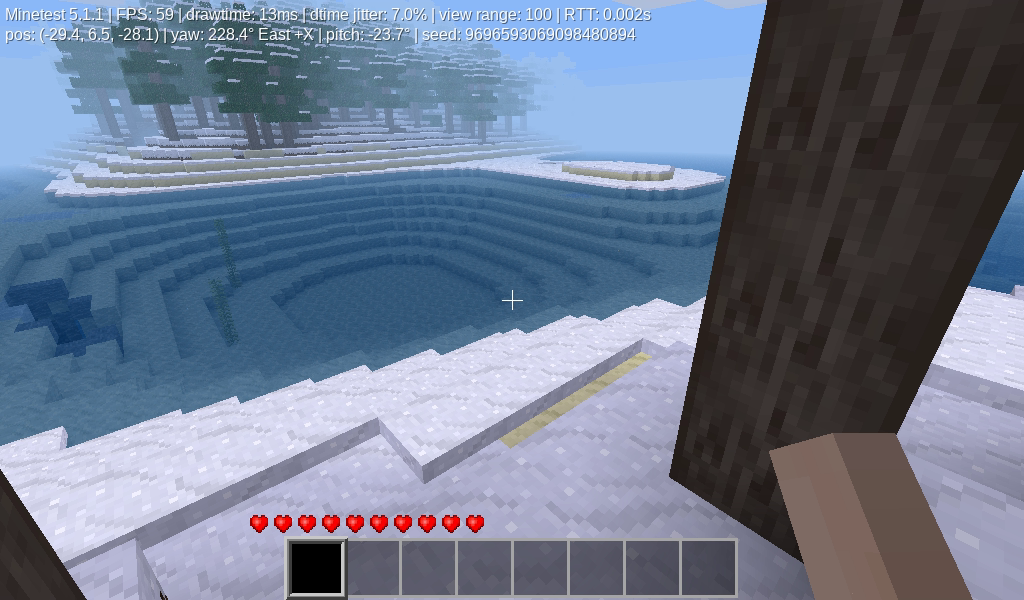 Minetest 5.1.1 | FPS: 59 | drawtime: 13ms | dtime jitter: 7.0% | view range: 100 | RTT: 0.002s
pos: (-29.4, 6.5, -28.1) | yaw: 228.4° East +X | pitch: -23.7° | seed: 9696593069098480894